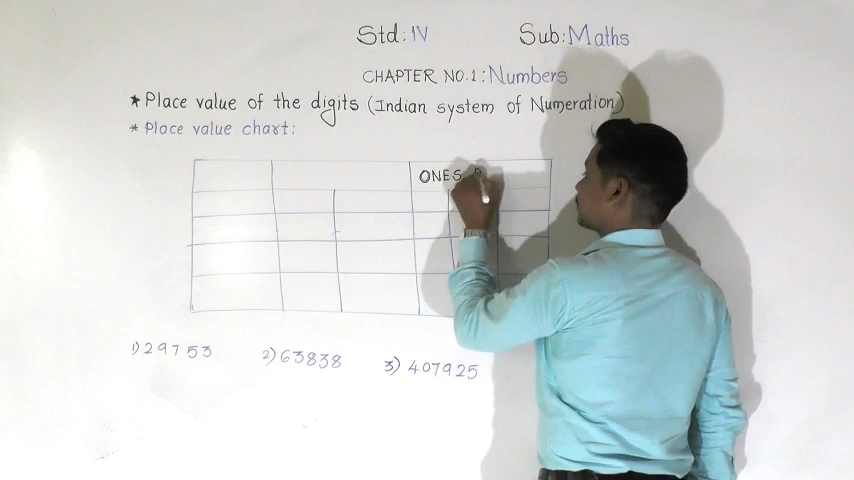 Std: IV Sub: Maths
CHAPTER NO.1: Numbers
* Place value of the digits (Indian system of Numeration)
* Place value chart:
ONES P
1) 29753 2) 63838 3) 407925